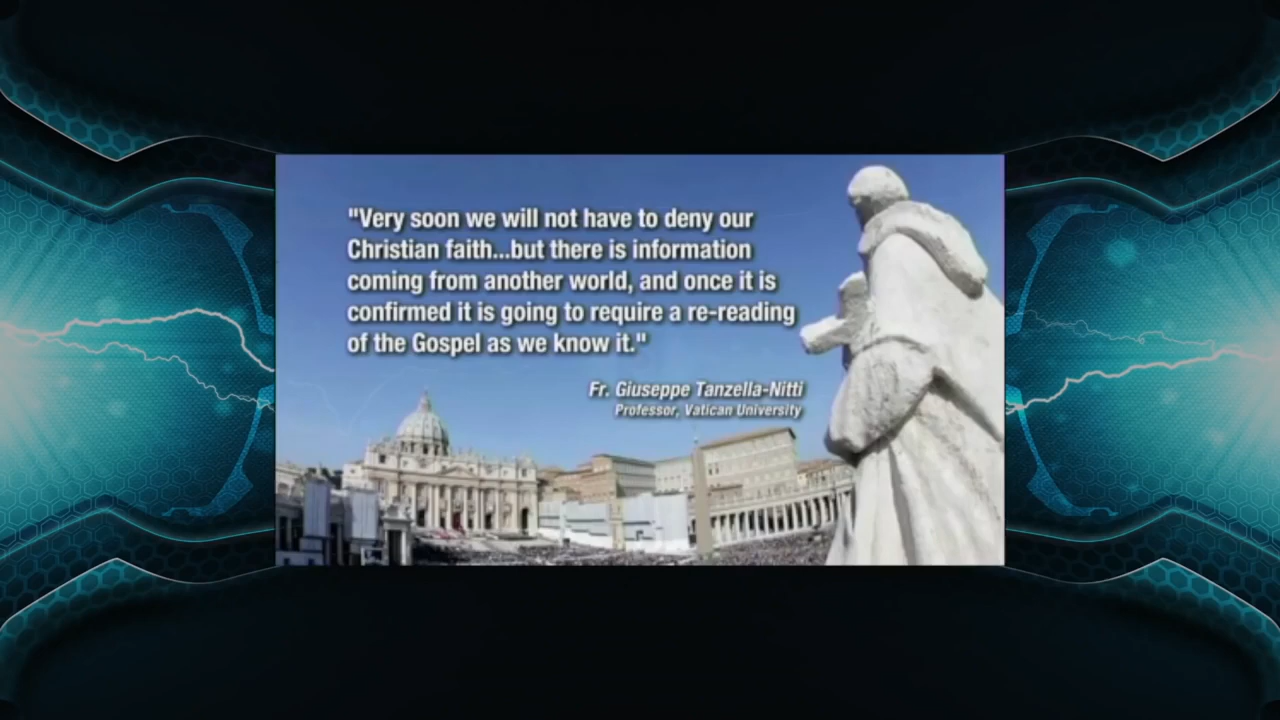 "Very soon we will not have to deny our
Christian faith...but there is information
coming from another world, and once it is
confirmed it is going to require a re-reading
of the Gospel as we know it."
Fr. Giuseppe Tanzella-Nitti
Professor, Vatican University